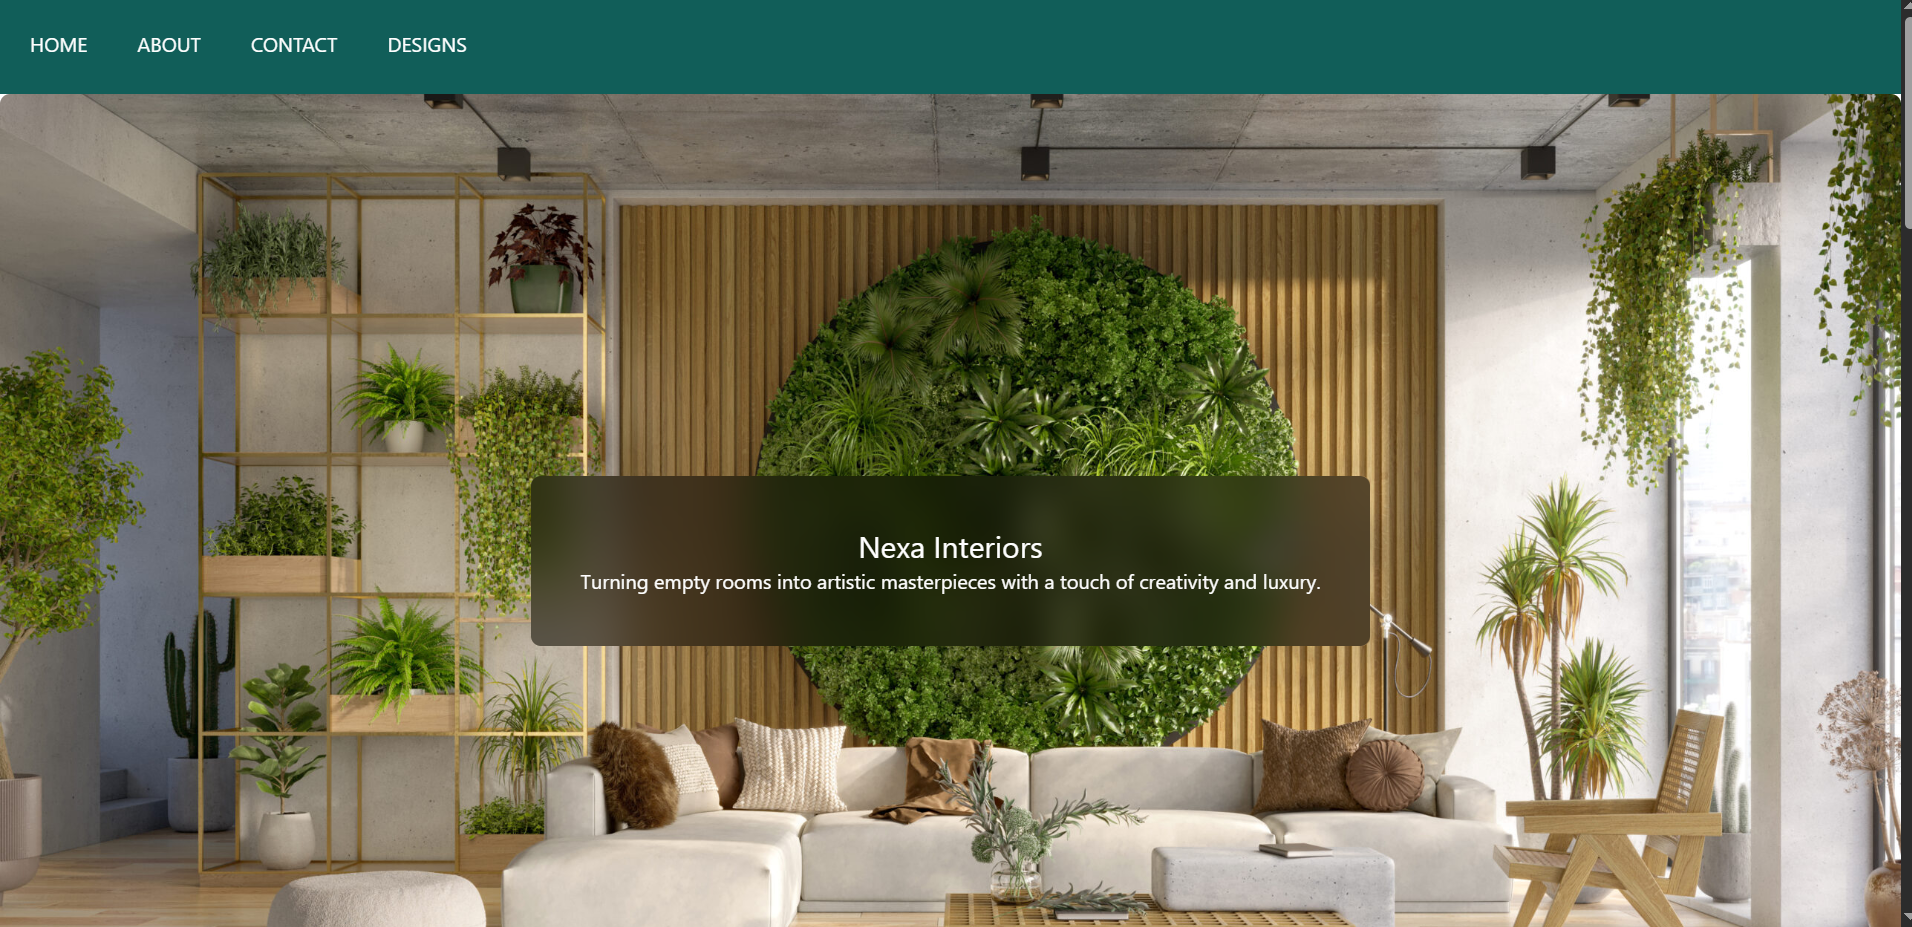 HOME ABOUT CONTACT DESIGNS
Nexa Interiors
Turning empty rooms into artistic masterpieces with a touch of creativity and luxury.